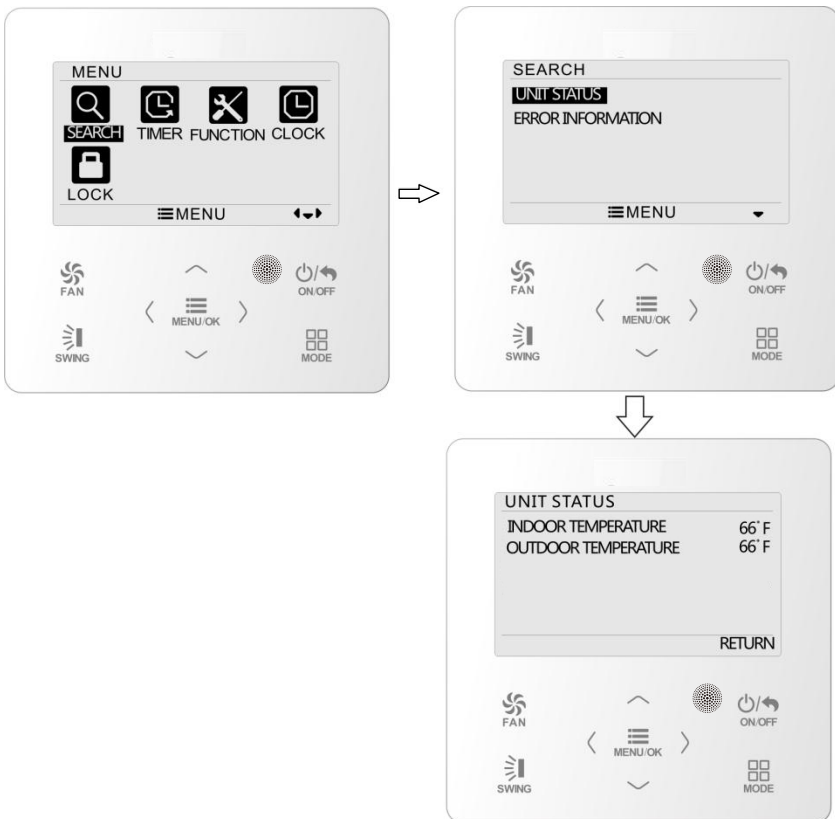 MENU
SEARCH TIMER FUNCTION CLOCK
LOCK
MENU
FAN
ON/OFF
MENU/OK
SWING
MODE
SEARCH
UNIT STATUS
ERROR INFORMATION
MENU
FAN
ON/OFF
MENU/OK
SWING
MODE
UNIT STATUS
INDOOR TEMPERATURE 66°F
OUTDOOR TEMPERATURE 66°F
RETURN
FAN
ON/OFF
MENU/OK
SWING
MODE